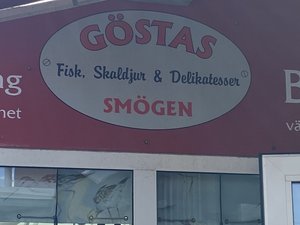 GÖSTAS
Fisk, Skaldjur & Delikatesser
SMÖGEN